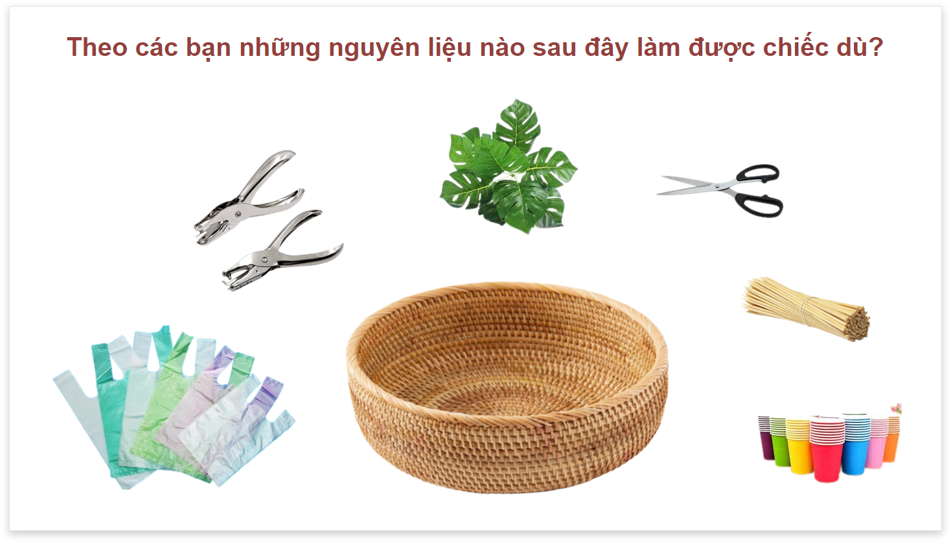 Theo các bạn những nguyên liệu nào sau đây làm được chiếc dù?